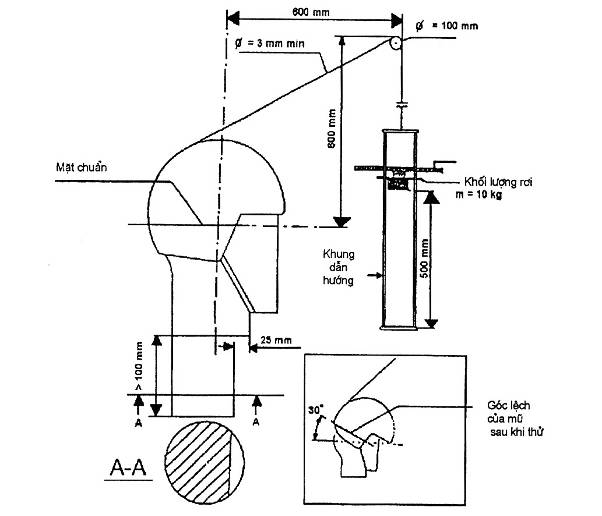 600 mm
ø = 100 mm
ø = 3 mm min
600 mm
Mặt chuẩn
Khối lượng rơi
m = 10 kg
500 mm
Khung
dẫn
hướng
25 mm
> 100 mm
A
A
A-A
30°
Góc lệch
của mũ
sau khi thử